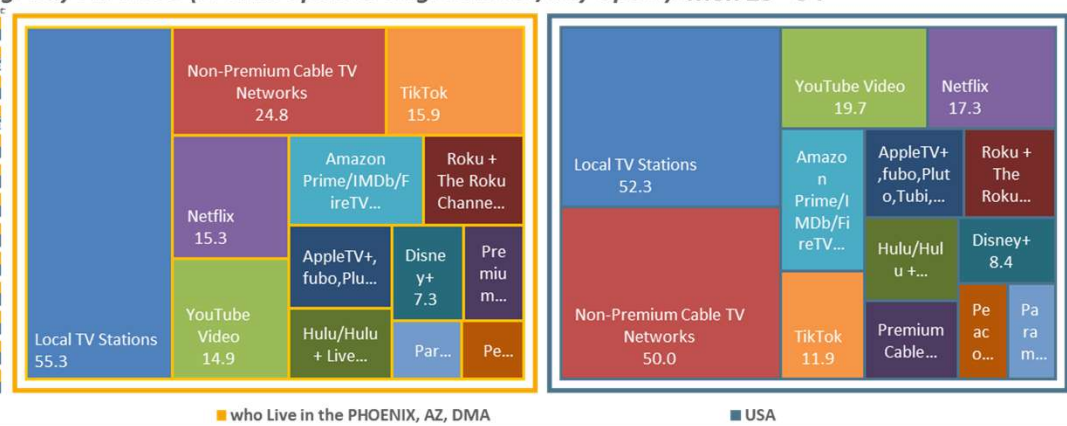 Local TV Stations
55.3
Non-Premium Cable TV
Networks
24.8
TikTok
15.9
Netflix
15.3
YouTube
Video
14.9
Amazon
Prime/IMDb/F
ireTV...
Roku +
The Roku
Channe...
AppleTV+,
fubo,Plu...
Disne
y+
7.3
Pre
miu
m...
Hulu/Hulu
+ Live...
Par...
Pe...
Local TV Stations
52.3
Non-Premium Cable TV
Networks
50.0
YouTube Video
19.7
Netflix
17.3
Amazo
n
Prime/I
MDb/Fi
reTV...
AppleTV+
,fubo,Plut
o,Tubi,...
Roku +
The
Roku...
Hulu/Hul
u +...
Disney+
8.4
TikTok
11.9
Premium
Cable...
Pe
ac
o...
Pa
ra
m...
who Live in the PHOENIX, AZ, DMA
USA